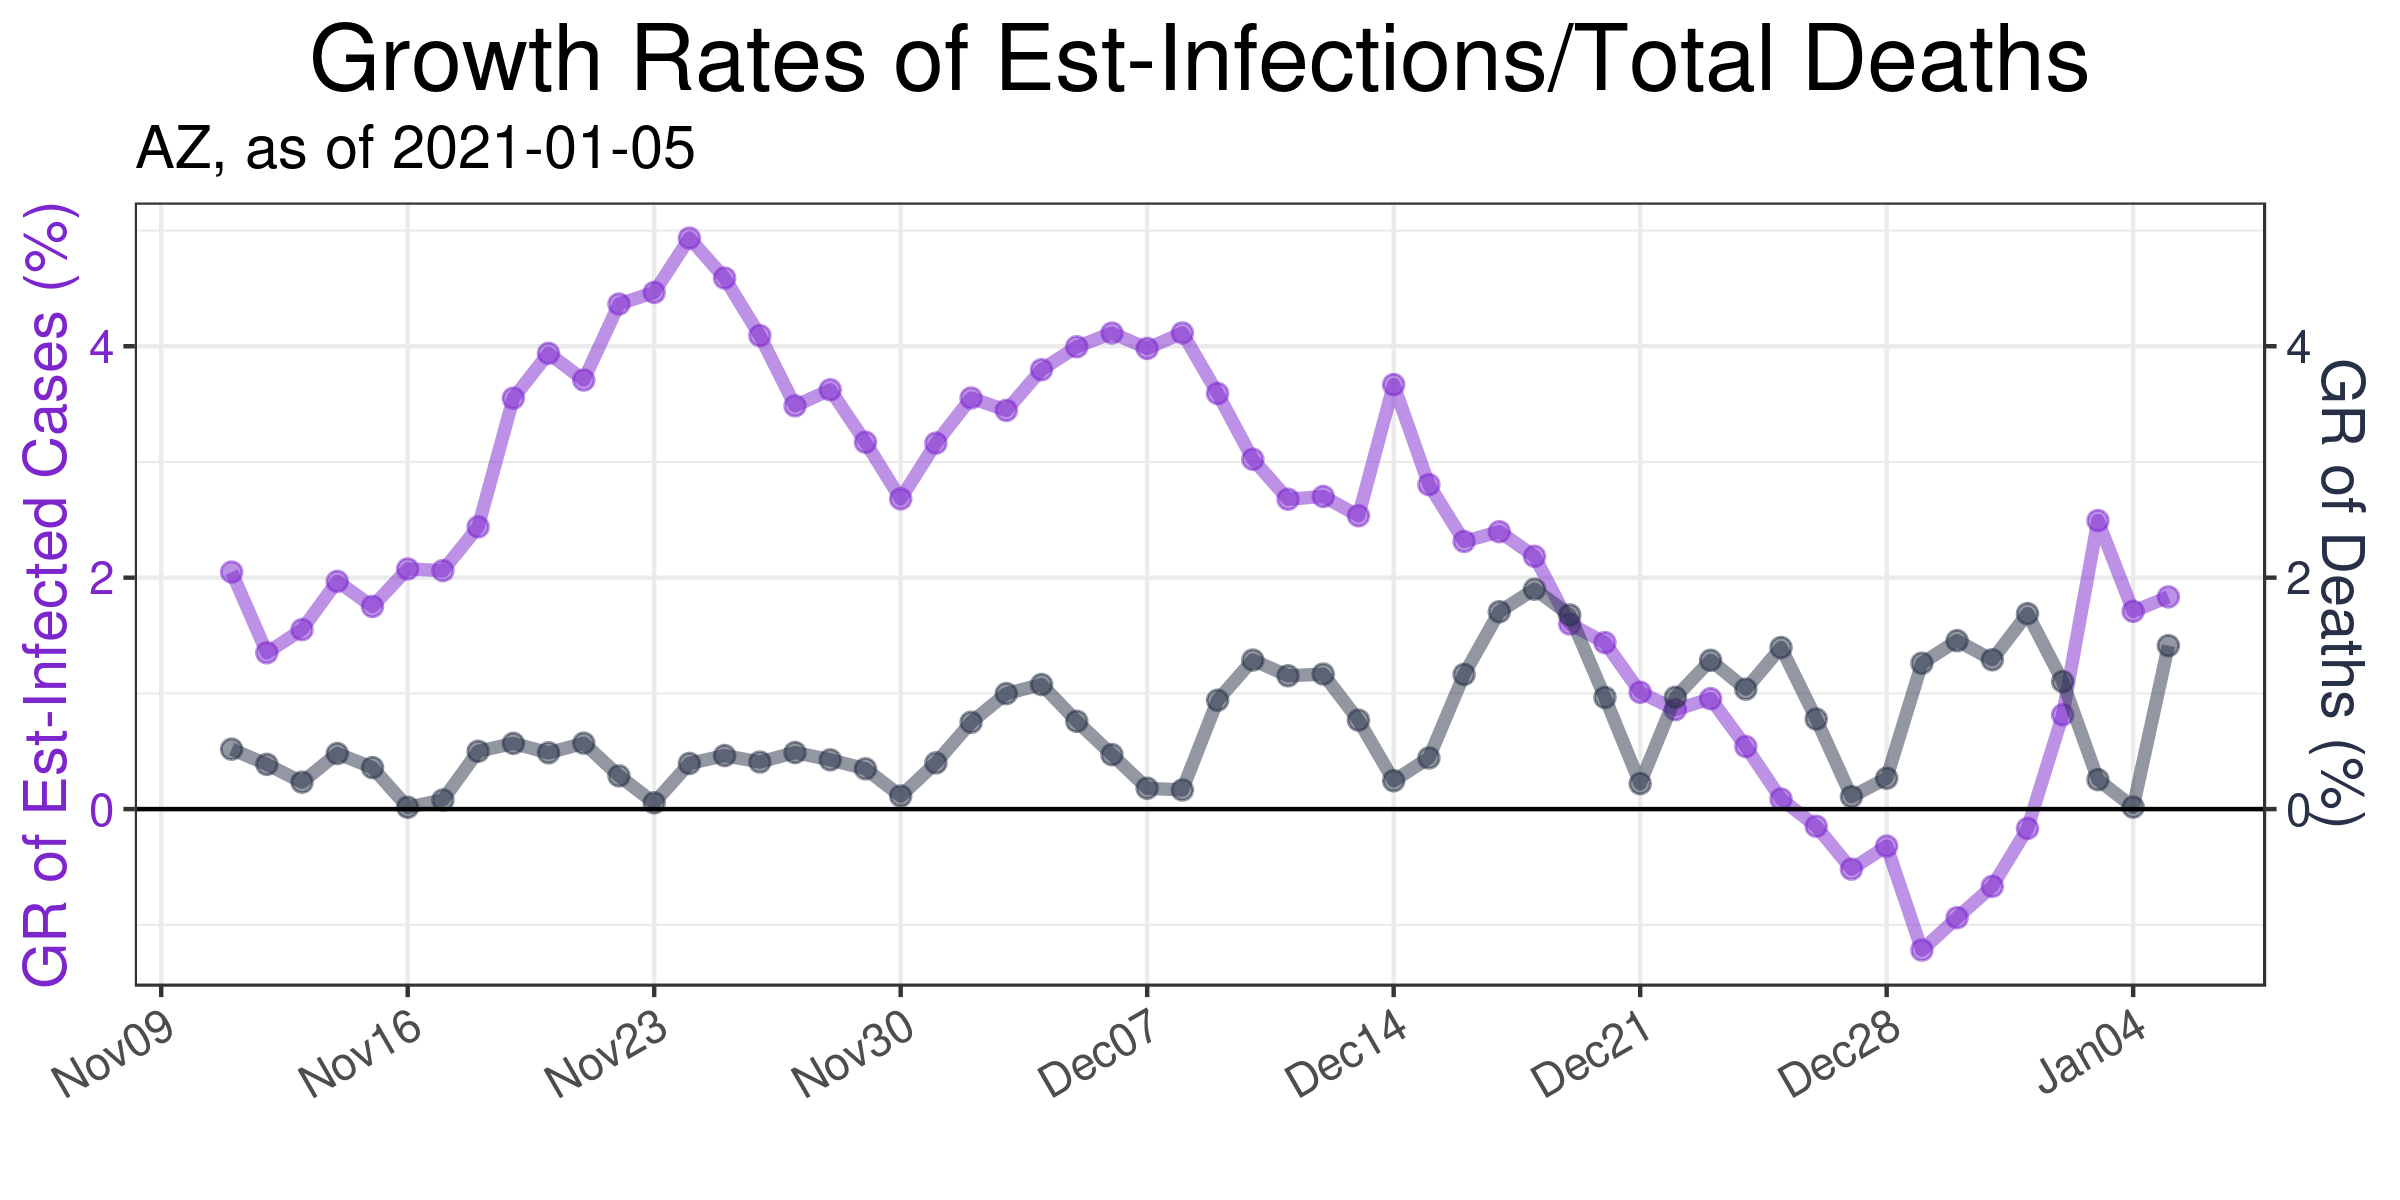 Growth Rates of Est-Infections/Total Deaths
AZ, as of 2021-01-05
GR of Est-Infected Cases (%)
4
2
0
4
2
0
GR of Deaths (%)
Nov09
Nov16
Nov23
Nov30
Dec07
Dec14
Dec21
Dec28
Jan04